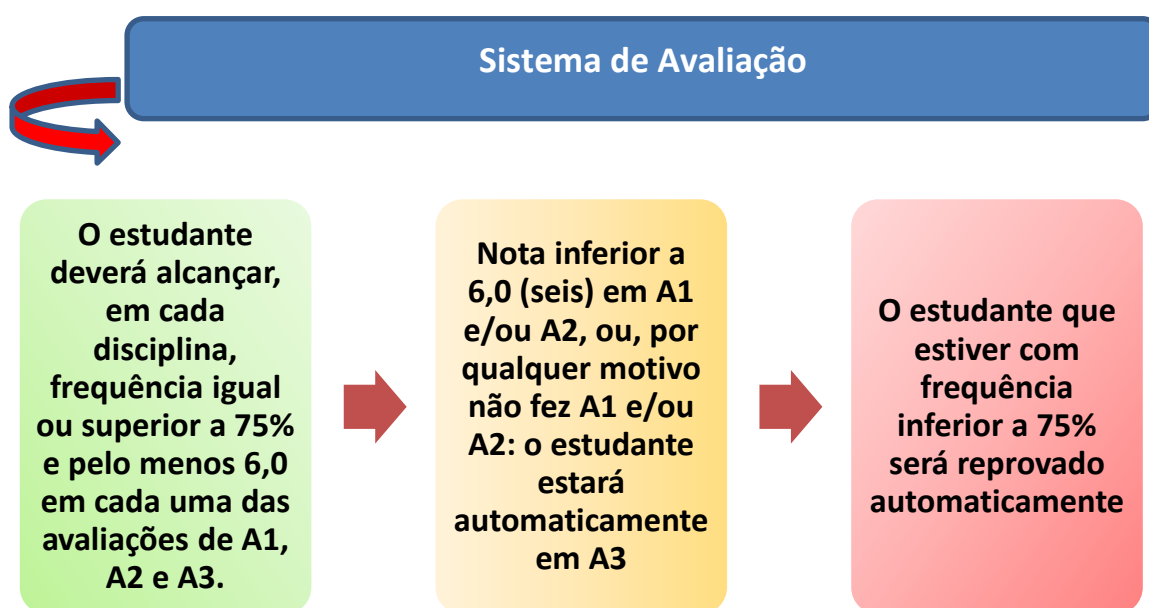 Sistema de Avaliação
O estudante
deverá alcançar,
em cada
disciplina,
frequência igual
ou superior a 75%
e pelo menos 6,0
em cada uma das
avaliações de A1,
A2 e A3.
Nota inferior a
6,0 (seis) em A1
e/ou A2, ou, por
qualquer motivo
não fez A1 e/ou
A2: o estudante
estará
automaticamente
em A3
O estudante que
estiver com
frequência
inferior a 75%
será reprovado
automaticamente